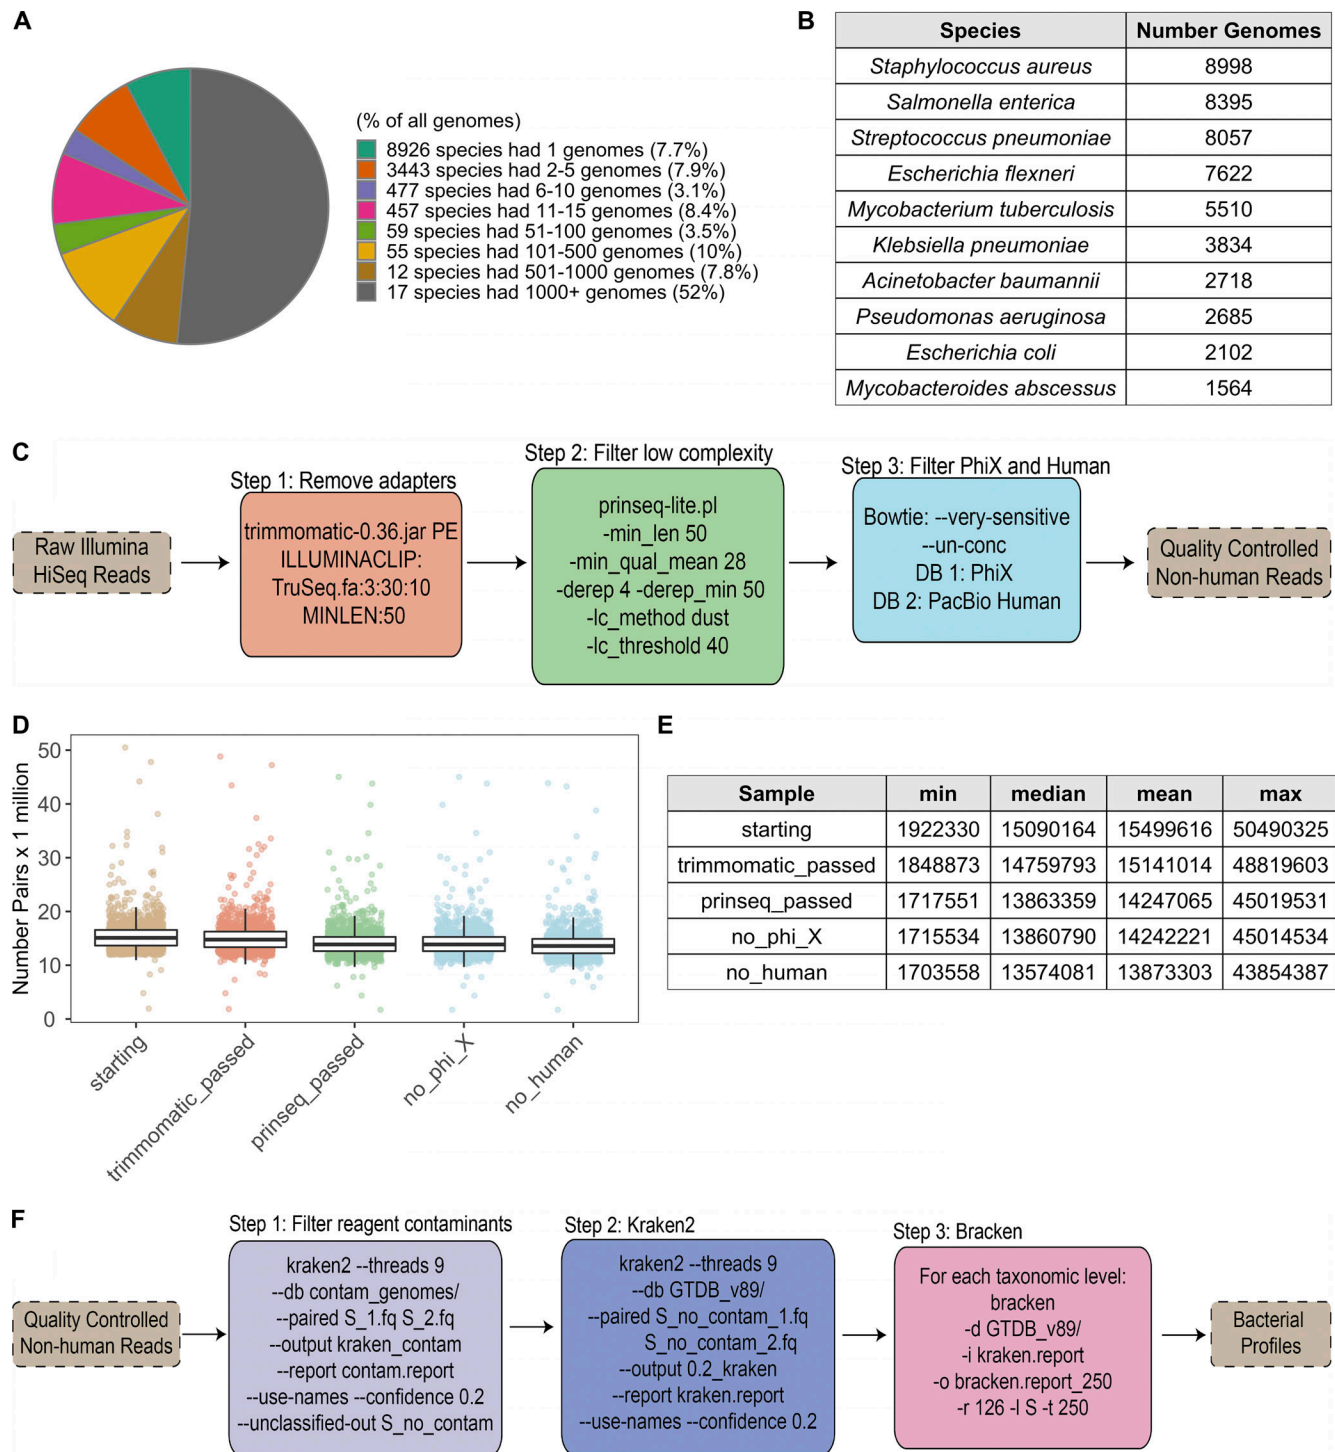 A
(% of all genomes)
8926 species had 1 genomes (7.7%)
3443 species had 2-5 genomes (7.9%)
477 species had 6-10 genomes (3.1%)
457 species had 11-15 genomes (8.4%)
59 species had 51-100 genomes (3.5%)
55 species had 101-500 genomes (10%)
12 species had 501-1000 genomes (7.8%)
17 species had 1000+ genomes (52%)
B
Species Number Genomes
Staphylococcus aureus 8998
Salmonella enterica 8395
Streptococcus pneumoniae 8057
Escherichia flexneri 7622
Mycobacterium tuberculosis 5510
Klebsiella pneumoniae 3834
Acinetobacter baumannii 2718
Pseudomonas aeruginosa 2685
Escherichia coli 2102
Mycobacteroides abscessus 1564
C
Raw Illumina
HiSeq Reads
Step 1: Remove adapters
trimmomatic-0.36.jar PE
ILLUMINACLIP:
TruSeq.fa:3:30:10
MINLEN:50
Step 2: Filter low complexity
prinseq-lite.pl
-min_len 50
-min_qual_mean 28
-derep 4 -derep_min 50
-lc_method dust
-lc_threshold 40
Step 3: Filter PhiX and Human
Bowtie: --very-sensitive
--un-conc
DB 1: PhiX
DB 2: PacBio Human
Quality Controlled
Non-human Reads
D
Number Pairs x 1 million
50
40
30
20
10
0
starting
trimmomatic_passed
prinseq_passed
no_phi_X
no_human
E
Sample min median mean max
starting 1922330 15090164 15499616 50490325
trimmomatic_passed 1848873 14759793 15141014 48819603
prinseq_passed 1717551 13863359 14247065 45019531
no_phi_X 1715534 13860790 14242221 45014534
no_human 1703558 13574081 13873303 43854387
F
Quality Controlled
Non-human Reads
Step 1: Filter reagent contaminants
kraken2 --threads 9
--db contam_genomes/
--paired S_1.fq S_2.fq
--output kraken_contam
--report contam.report
--use-names --confidence 0.2
--unclassified-out S_no_contam
Step 2: Kraken2
kraken2 --threads 9
--db GTDB_v89/
--paired S_no_contam_1.fq
S_no_contam_2.fq
--output 0.2_kraken
--report kraken.report
--use-names --confidence 0.2
Step 3: Bracken
For each taxonomic level:
bracken
-d GTDB_v89/
-i kraken.report
-o bracken.report_250
-r 126 -l S -t 250
Bacterial
Profiles